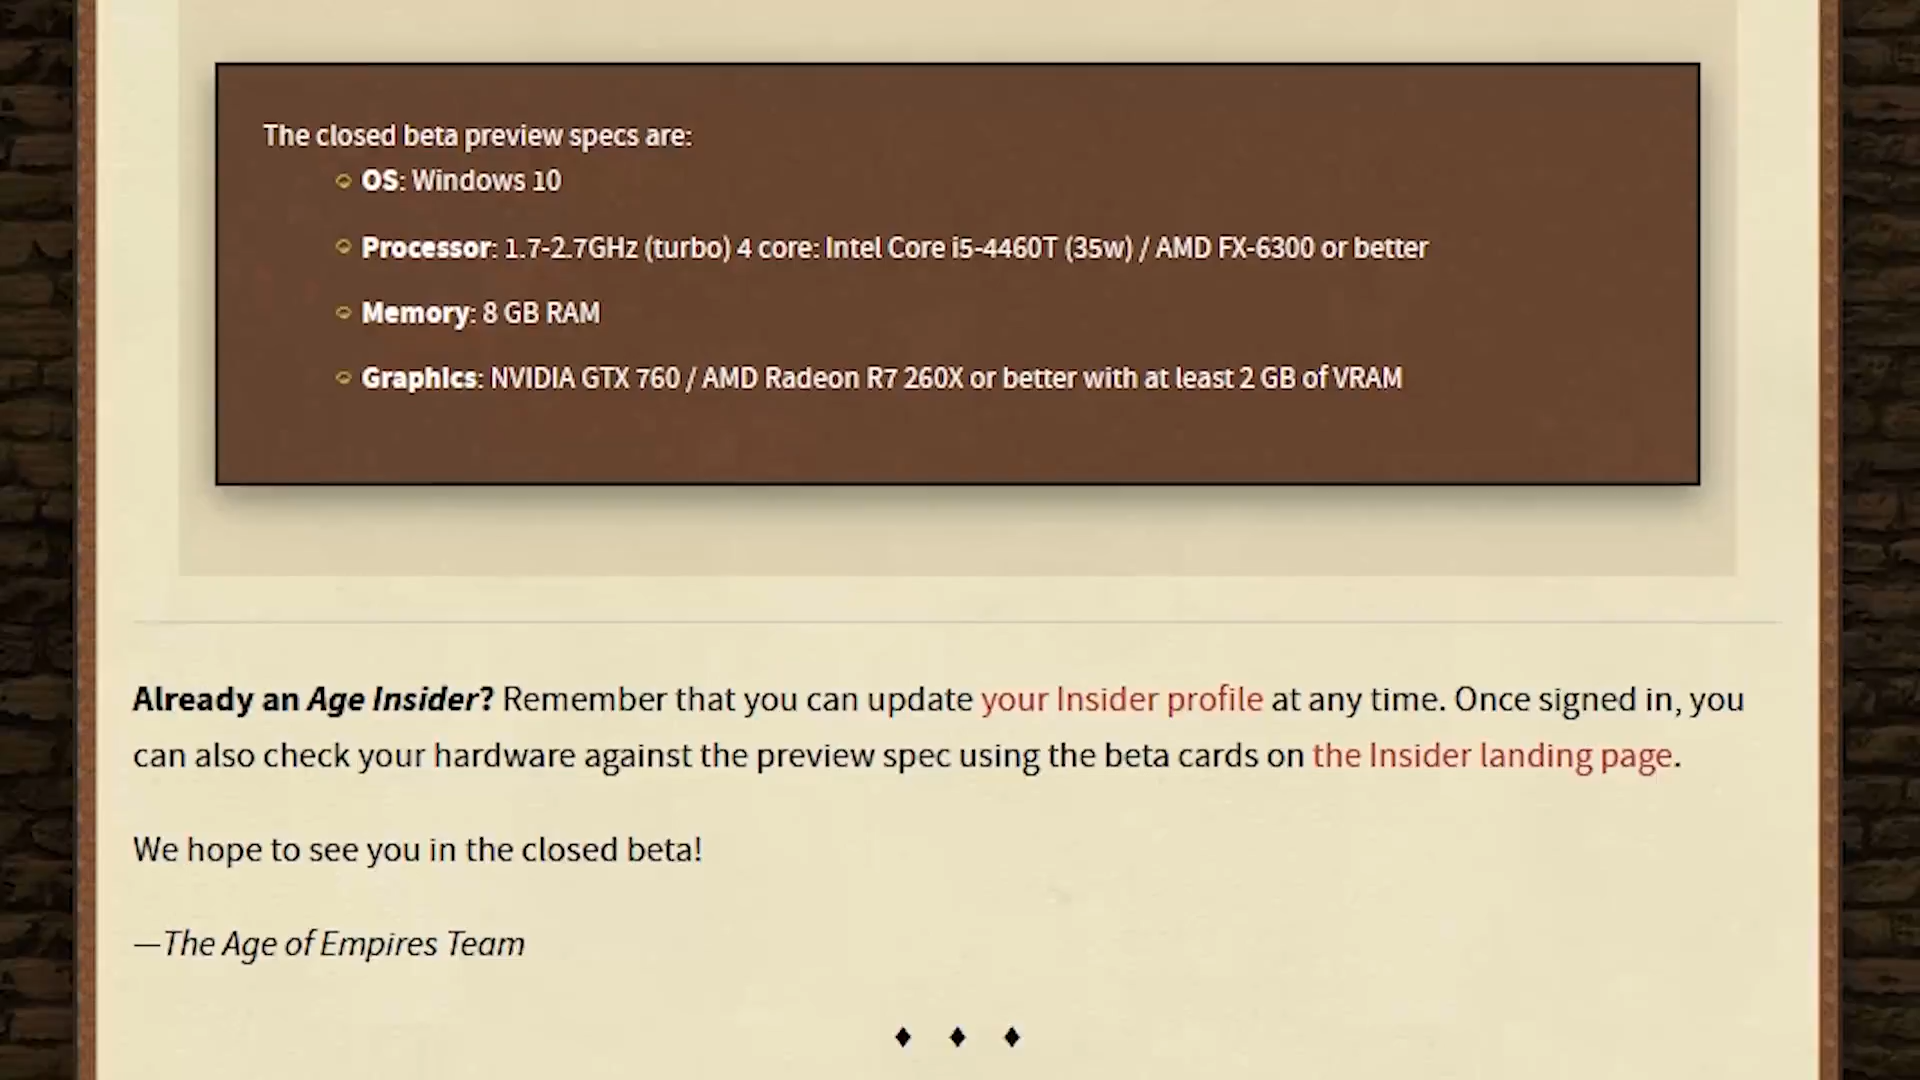 The closed beta preview specs are:
OS: Windows 10
Processor: 1.7-2.7GHz (turbo) 4 core: Intel Core i5-4460T (35w) / AMD FX-6300 or better
Memory: 8 GB RAM
Graphics: NVIDIA GTX 760 / AMD Radeon R7 260X or better with at least 2 GB of VRAM
Already an Age Insider? Remember that you can update your Insider profile at any time. Once signed in, you
can also check your hardware against the preview spec using the beta cards on the Insider landing page.
We hope to see you in the closed beta!
—The Age of Empires Team